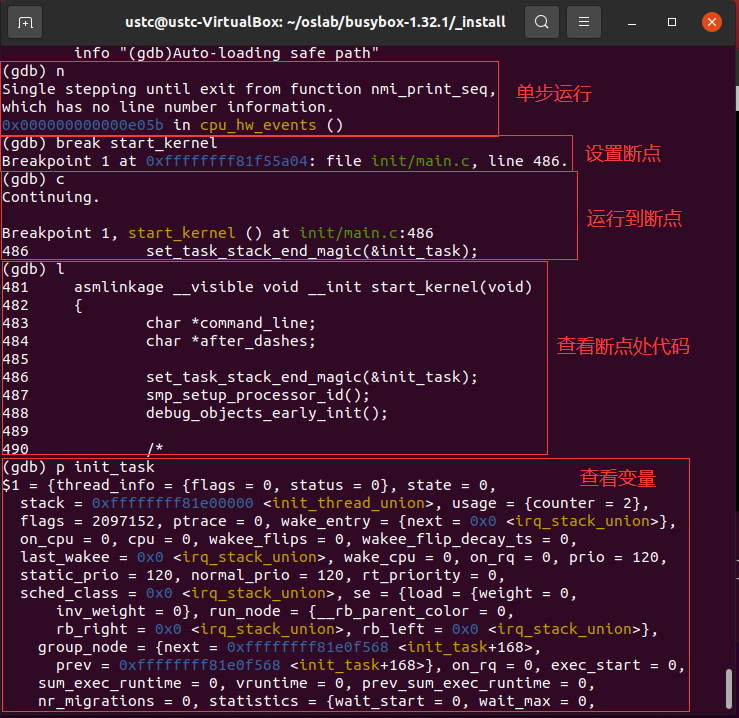 ustc@ustc-VirtualBox: ~/oslab/busybox-1.32.1/_install
info "(gdb)Auto-loading safe path"
(gdb) n
Single stepping until exit from function nmi_print_seq,
which has no line number information.
0x000000000000e05b in cpu_hw_events ()
单步运行
(gdb) break start_kernel
Breakpoint 1 at 0xffffffff81f55a04: file init/main.c, line 486.
设置断点
(gdb) c
Continuing.
Breakpoint 1, start_kernel () at init/main.c:486
486 set_task_stack_end_magic(&init_task);
运行到断点
(gdb) l
481 asmlinkage __visible void __init start_kernel(void)
482 {
483 char *command_line;
484 char *after_dashes;
485
486 set_task_stack_end_magic(&init_task);
487 smp_setup_processor_id();
488 debug_objects_early_init();
489
490 /*
查看断点处代码
(gdb) p init_task
$1 = {thread_info = {flags = 0, status = 0}, state = 0,
stack = 0xffffffff81e00000 <init_thread_union>, usage = {counter = 2},
flags = 2097152, ptrace = 0, wake_entry = {next = 0x0 <irq_stack_union>},
on_cpu = 0, cpu = 0, wakee_flips = 0, wakee_flip_decay_ts = 0,
last_wakee = 0x0 <irq_stack_union>, wake_cpu = 0, on_rq = 0, prio = 120,
static_prio = 120, normal_prio = 120, rt_priority = 0,
sched_class = 0x0 <irq_stack_union>, se = {load = {weight = 0,
inv_weight = 0}, run_node = {__rb_parent_color = 0,
rb_right = 0x0 <irq_stack_union>, rb_left = 0x0 <irq_stack_union>},
group_node = {next = 0xffffffff81e0f568 <init_task+168>,
prev = 0xffffffff81e0f568 <init_task+168>}, on_rq = 0, exec_start = 0,
sum_exec_runtime = 0, vruntime = 0, prev_sum_exec_runtime = 0,
nr_migrations = 0, statistics = {wait_start = 0, wait_max = 0,
查看变量